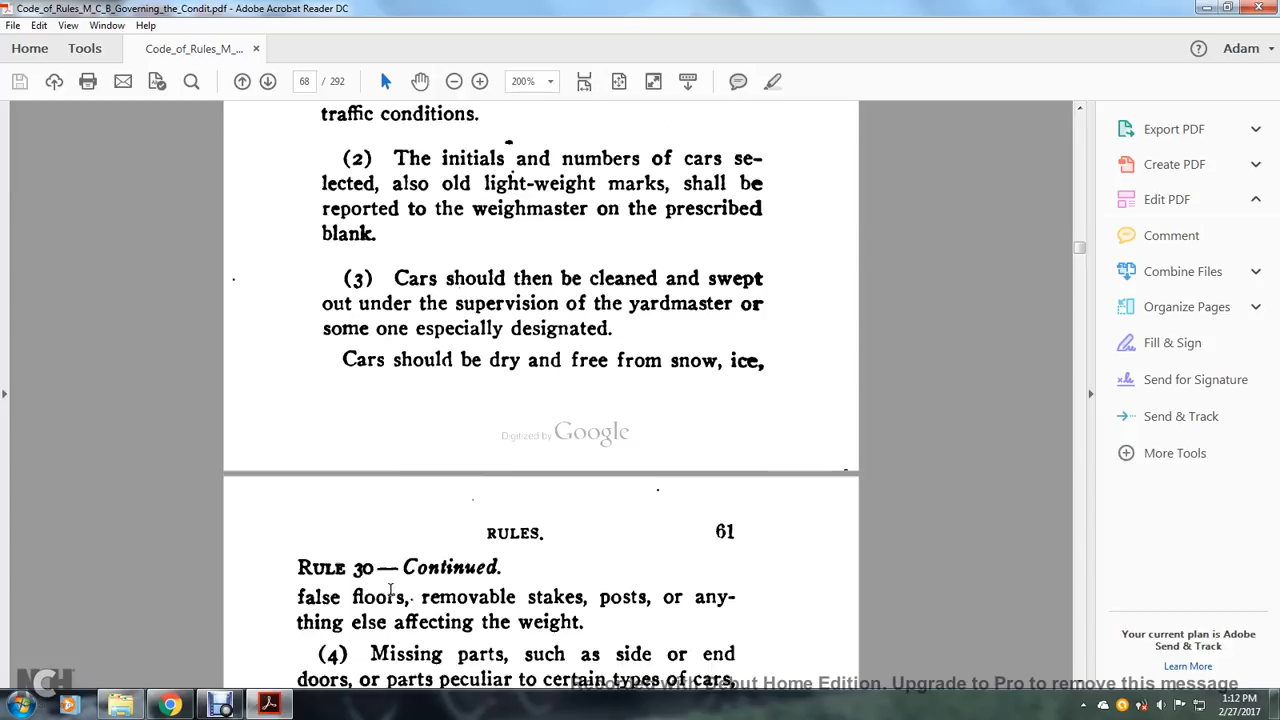 Code_of_Rules_M_C_B_Governing_the_Condit.pdf - Adobe Acrobat Reader DC
File Edit View Window Help
Home Tools Code_of_Rules_M_... × Adam
68 / 292 200%
traffic conditions.
(2) The initials and numbers of cars se-
lected, also old light-weight marks, shall be
reported to the weighmaster on the prescribed
blank.
(3) Cars should then be cleaned and swept
out under the supervision of the yardmaster or
some one especially designated.
Cars should be dry and free from snow, ice,
Digitized by Google
RULES. 61
RULE 30—Continued.
false floors, removable stakes, posts, or any-
thing else affecting the weight.
(4) Missing parts, such as side or end
doors, or parts peculiar to certain types of cars,
Export PDF
Create PDF
Edit PDF
Comment
Combine Files
Organize Pages
Fill & Sign
Send for Signature
Send & Track
More Tools
Your current plan is Adobe
Send & Track
Learn More
NCH
Debut Home Edition. Upgrade to Pro to remove this message
1:12 PM
2/27/2017